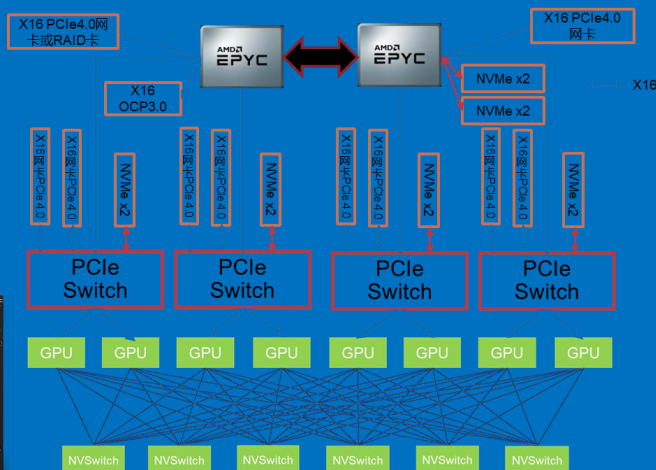 X16 PCIe4.0网
卡或RAID卡
AMD
EPYC
AMD
EPYC
X16 PCIe4.0
网卡
X16
OCP3.0
NVMe x2
NVMe x2
X16
X16网卡PCIe4.0
X16网卡PCIe4.0
NVMe x2
X16网卡PCIe4.0
X16网卡PCIe4.0
NVMe x2
X16网卡PCIe4.0
X16网卡PCIe4.0
NVMe x2
X16网卡PCIe4.0
X16网卡PCIe4.0
NVMe x2
PCIe
Switch
PCIe
Switch
PCIe
Switch
PCIe
Switch
GPU
GPU
GPU
GPU
GPU
GPU
GPU
GPU
NVSwitch
NVSwitch
NVSwitch
NVSwitch
NVSwitch
NVSwitch